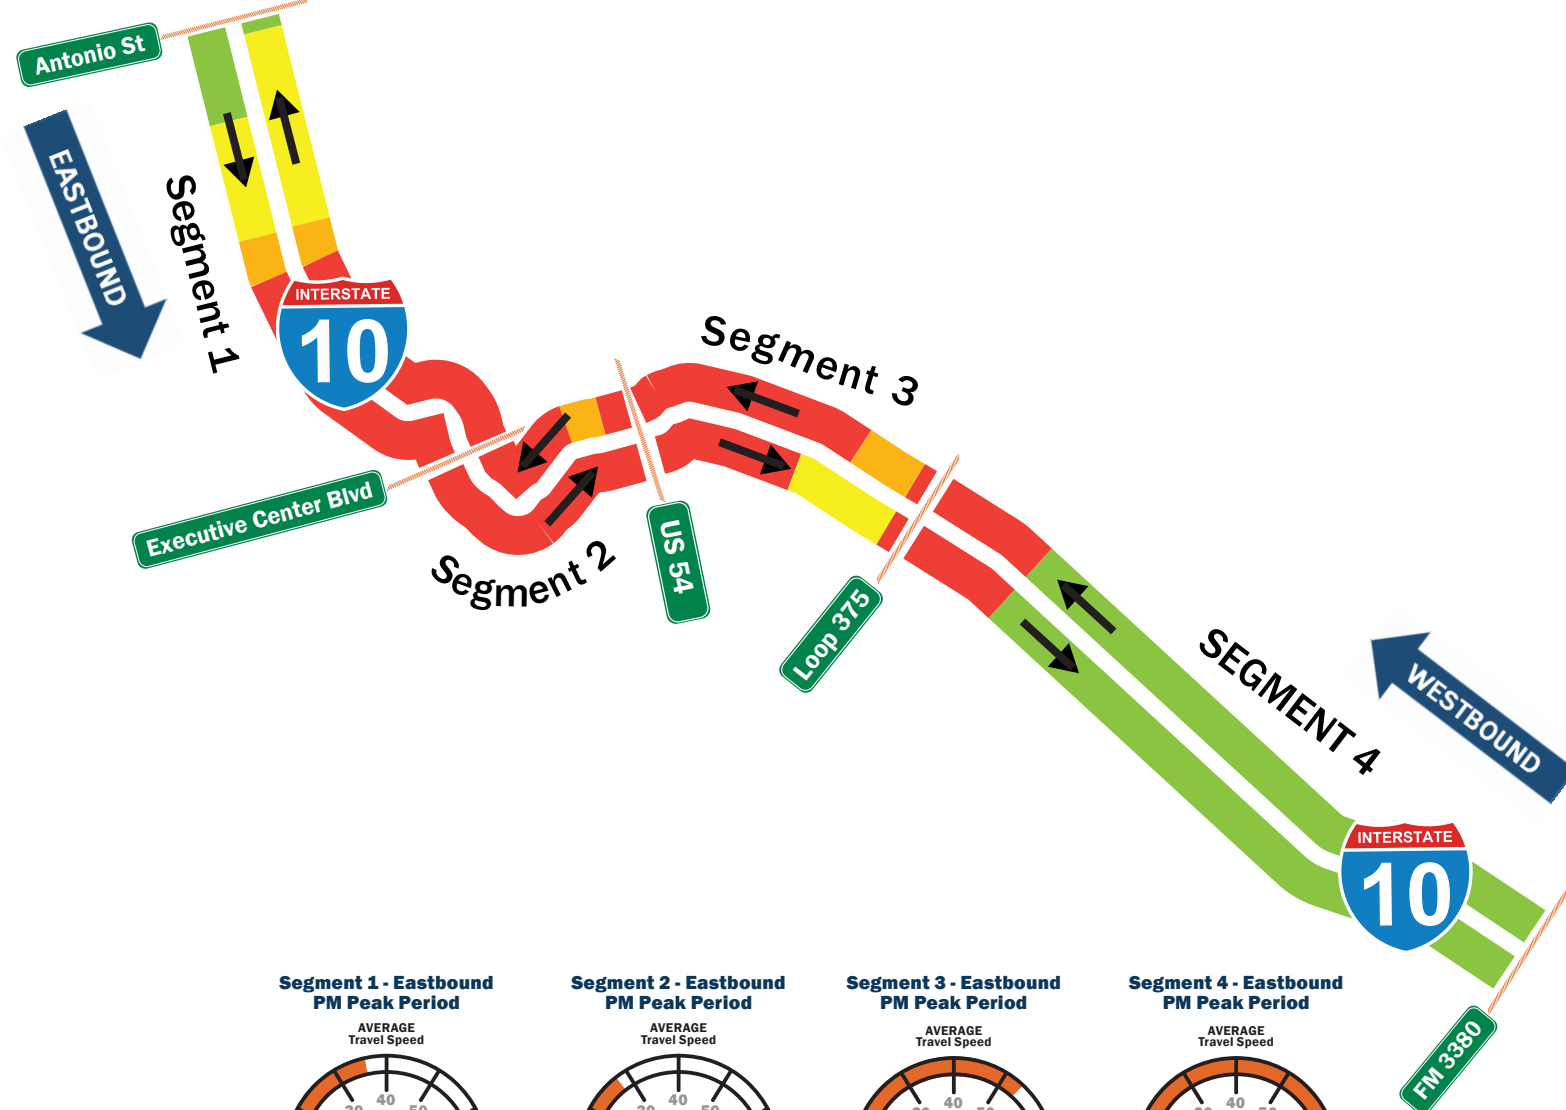 Antonio St
EASTBOUND
Segment 1
INTERSTATE
10
Segment 3
Executive Center Blvd
Segment 2
US 54
Loop 375
SEGMENT 4
WESTBOUND
INTERSTATE
10
FM 3380
Segment 1 - Eastbound
PM Peak Period
AVERAGE
Travel Speed
40
Segment 2 - Eastbound
PM Peak Period
AVERAGE
Travel Speed
40
Segment 3 - Eastbound
PM Peak Period
AVERAGE
Travel Speed
40
Segment 4 - Eastbound
PM Peak Period
AVERAGE
Travel Speed
40